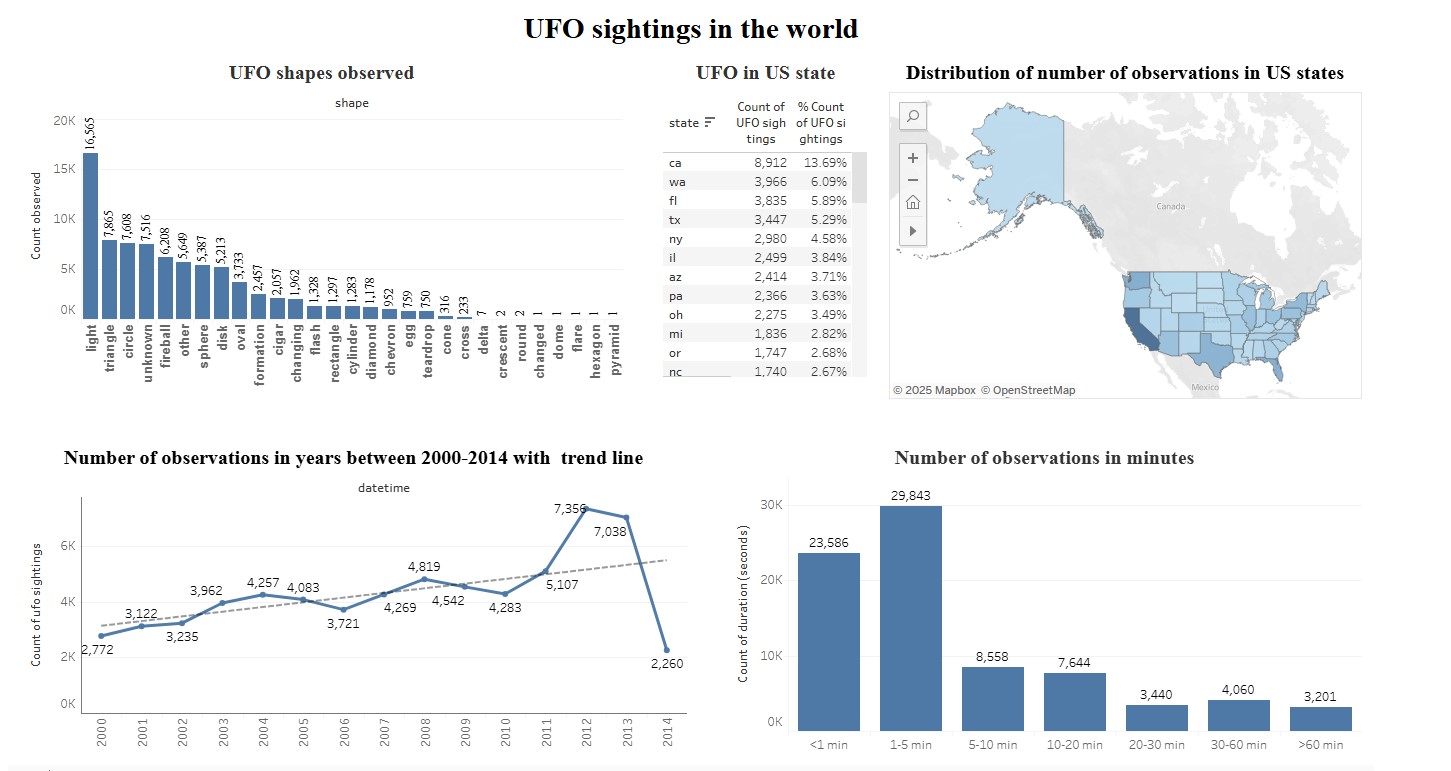 UFO sightings in the world
UFO shapes observed
shape
Count observed
20K
15K
10K
5K
0K
16,565
7,865
7,608
7,516
6,208
5,649
5,387
5,213
3,733
2,457
2,057
1,962
1,328
1,297
1,283
1,178
952
759
750
316
233
7
2
2
1
1
1
1
1
light
triangle
circle
unknown
fireball
other
sphere
disk
oval
formation
cigar
changing
flash
rectangle
cylinder
diamond
chevron
egg
teardrop
cone
cross
delta
crescent
round
changed
dome
flare
hexagon
pyramid
UFO in US state
state
Count of
UFO sigh
tings
% Count
of UFO si
ghtings
ca 8,912 13.69%
wa 3,966 6.09%
fl 3,835 5.89%
tx 3,447 5.29%
ny 2,980 4.58%
il 2,499 3.84%
az 2,414 3.71%
pa 2,366 3.63%
oh 2,275 3.49%
mi 1,836 2.82%
or 1,747 2.68%
nc 1,740 2.67%
Distribution of number of observations in US states
Canada
Mexico
© 2025 Mapbox © OpenStreetMap
Number of observations in years between 2000-2014 with  trend line
datetime
Count of ufo sightings
6K
4K
2K
0K
2,772
3,122
3,235
3,962
4,257
4,083
3,721
4,269
4,819
4,542
4,283
5,107
7,356
7,038
2,260
2000
2001
2002
2003
2004
2005
2006
2007
2008
2009
2010
2011
2012
2013
2014
Number of observations in minutes
Count of duration (seconds)
30K
20K
10K
0K
23,586
29,843
8,558
7,644
3,440
4,060
3,201
<1 min
1-5 min
5-10 min
10-20 min
20-30 min
30-60 min
>60 min